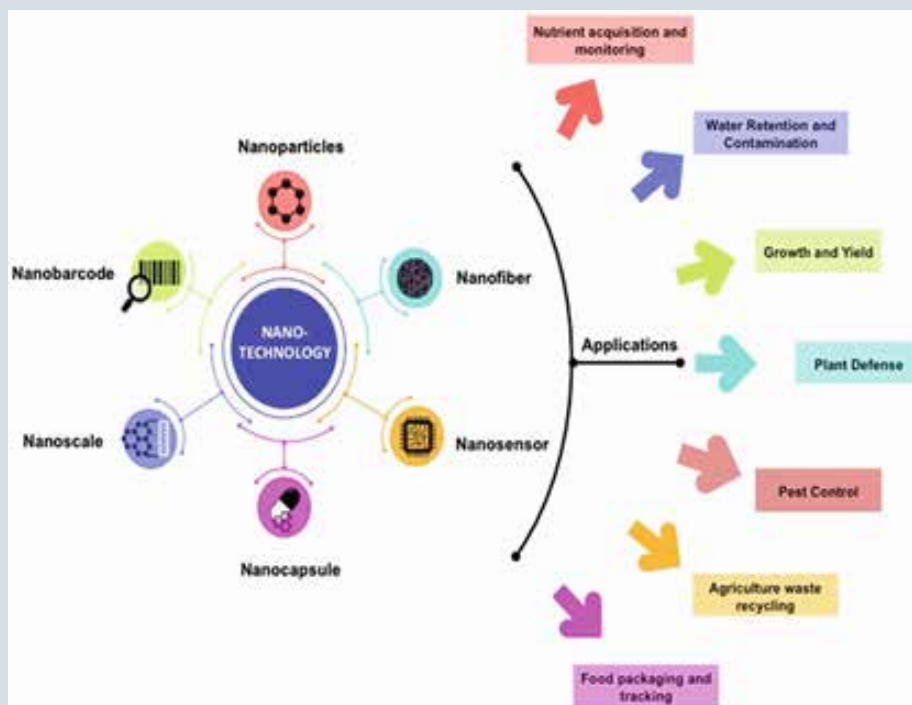 Nutrient acquisition and
monitoring
Water Retention and
Contamination
Nanoparticles
Nanobarcode
Nanofiber
Growth and Yield
NANO-
TECHNOLOGY
Applications
Plant Defense
Nanoscale
Nanosensor
Pest Control
Nanocapsule
Agriculture waste
recycling
Food packaging and
tracking